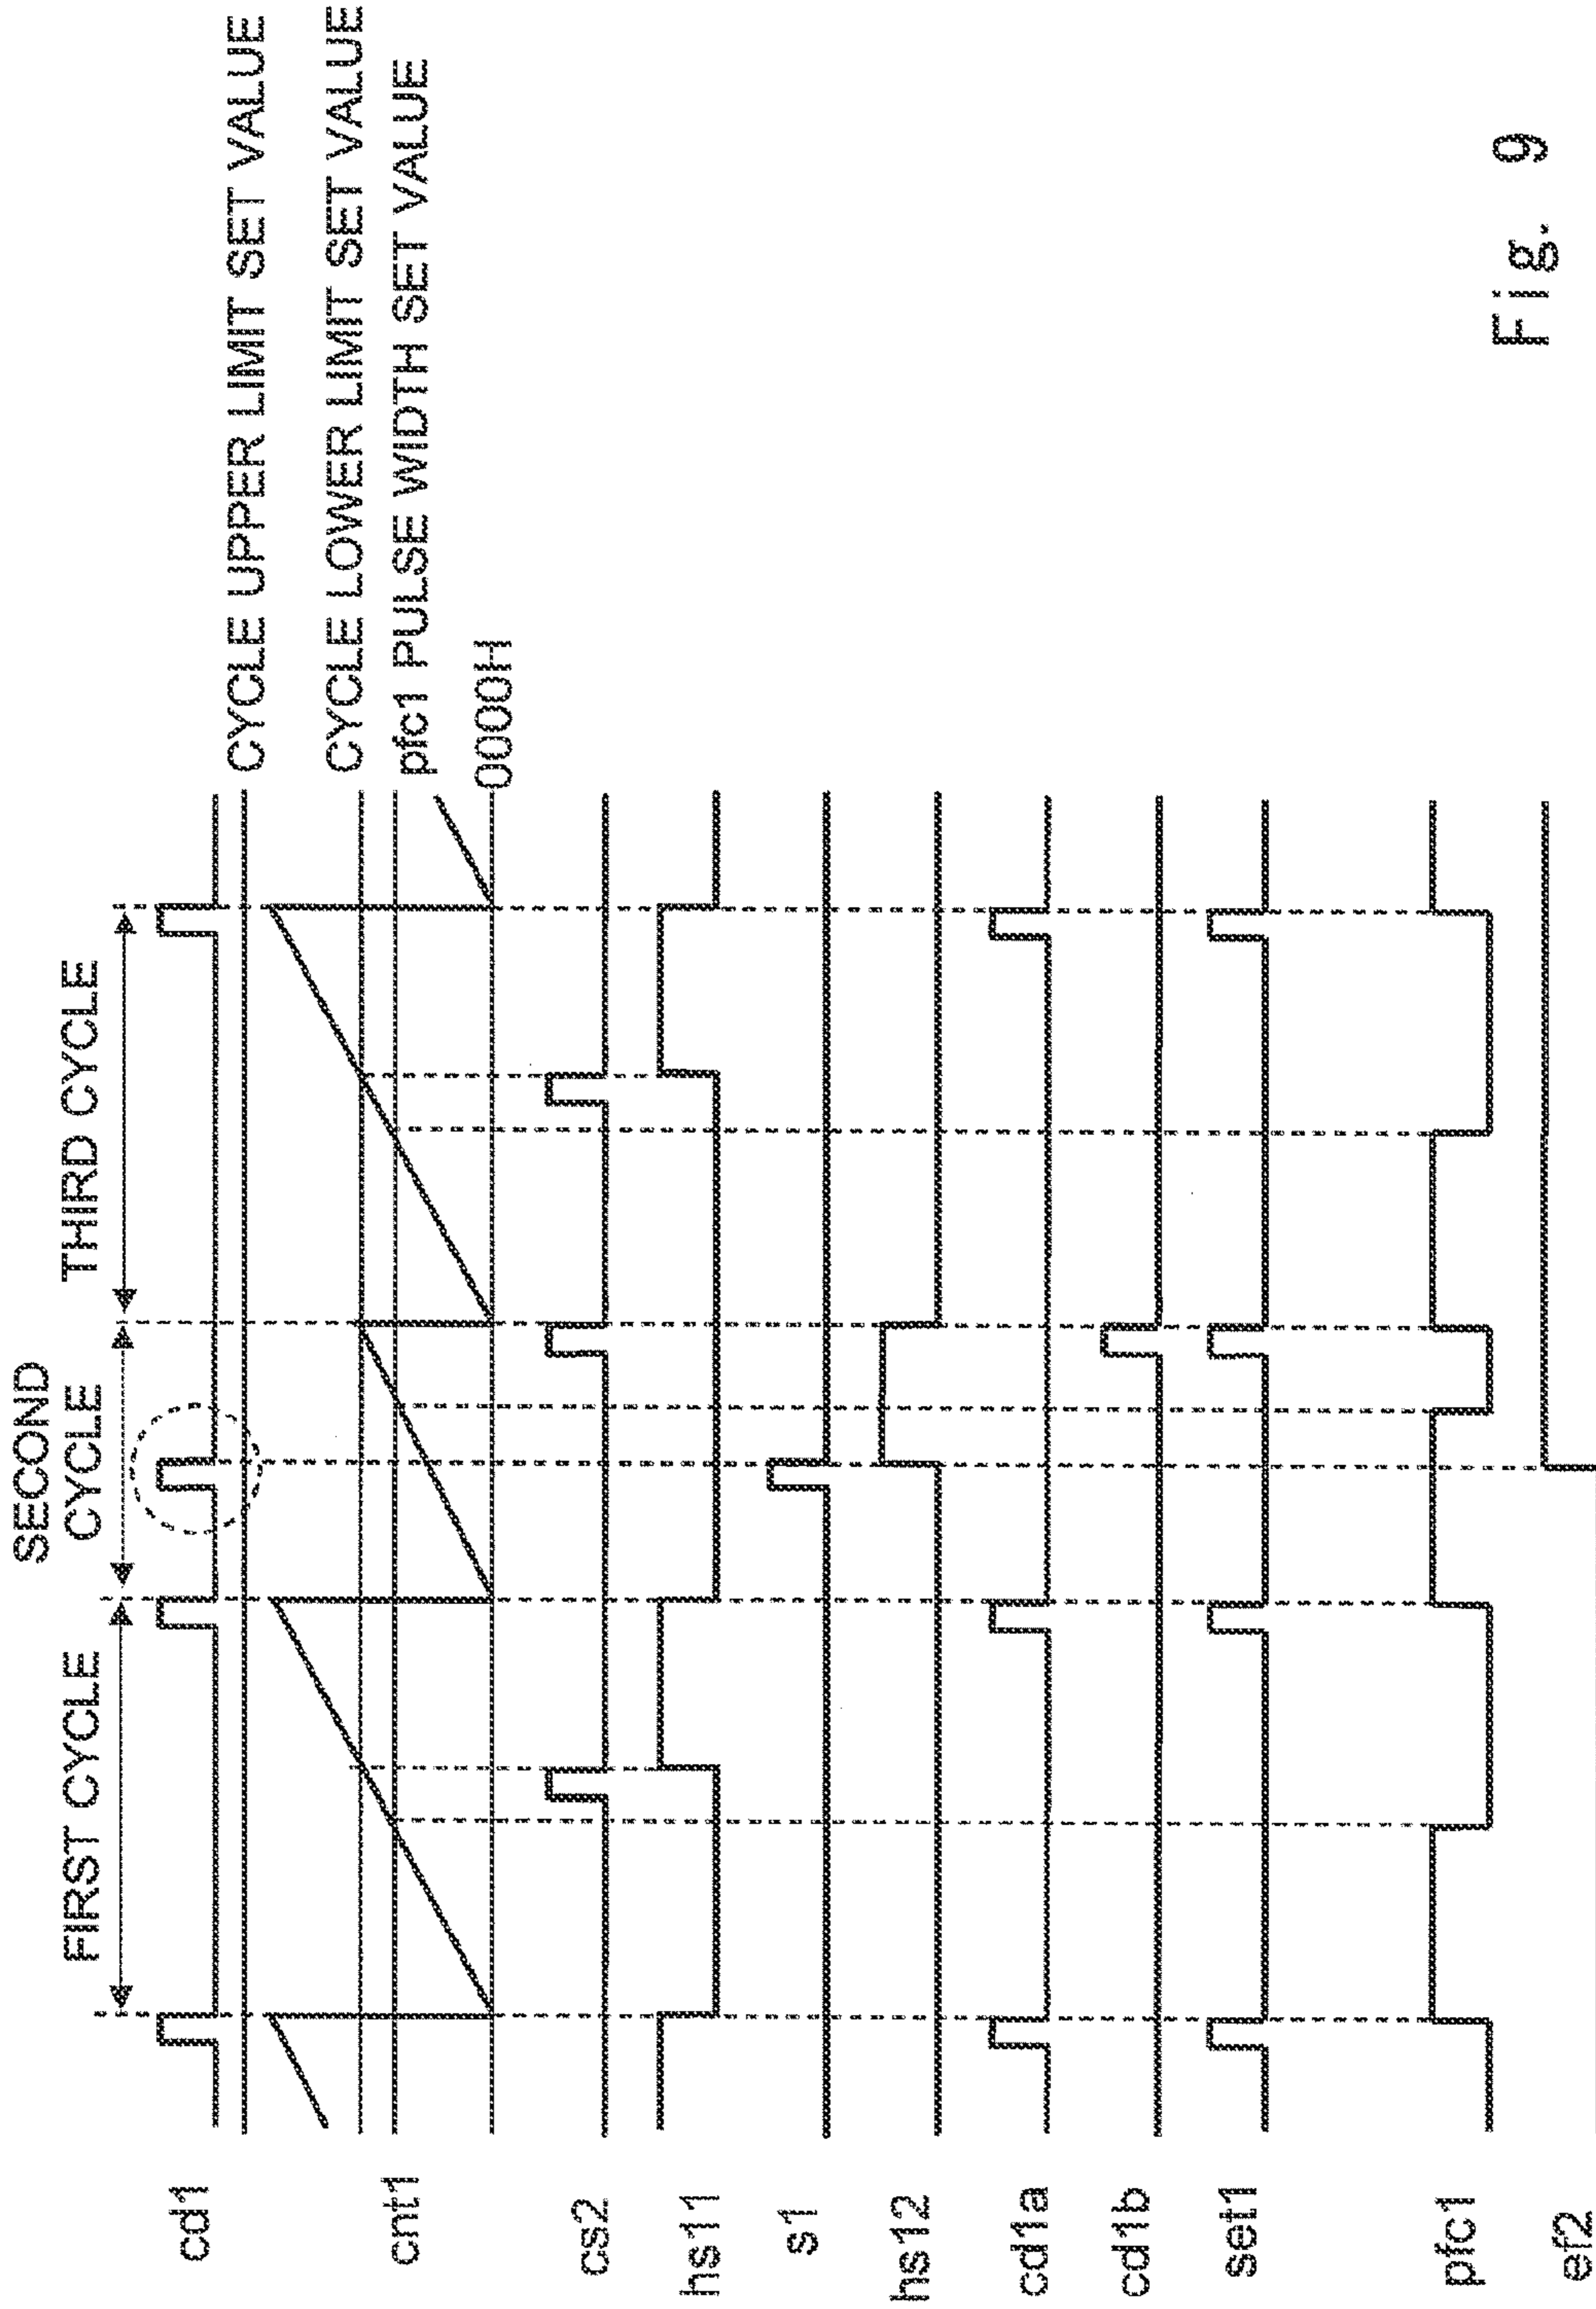 FIRST CYCLE
SECOND
CYCLE
THIRD CYCLE
cd1
CYCLE UPPER LIMIT SET VALUE
CYCLE LOWER LIMIT SET VALUE
cnt1
pfc1 PULSE WIDTH SET VALUE
0000H
cs2
hs11
s1
hs12
cd1a
cd1b
set1
pfc1
ef2
Fig. 9